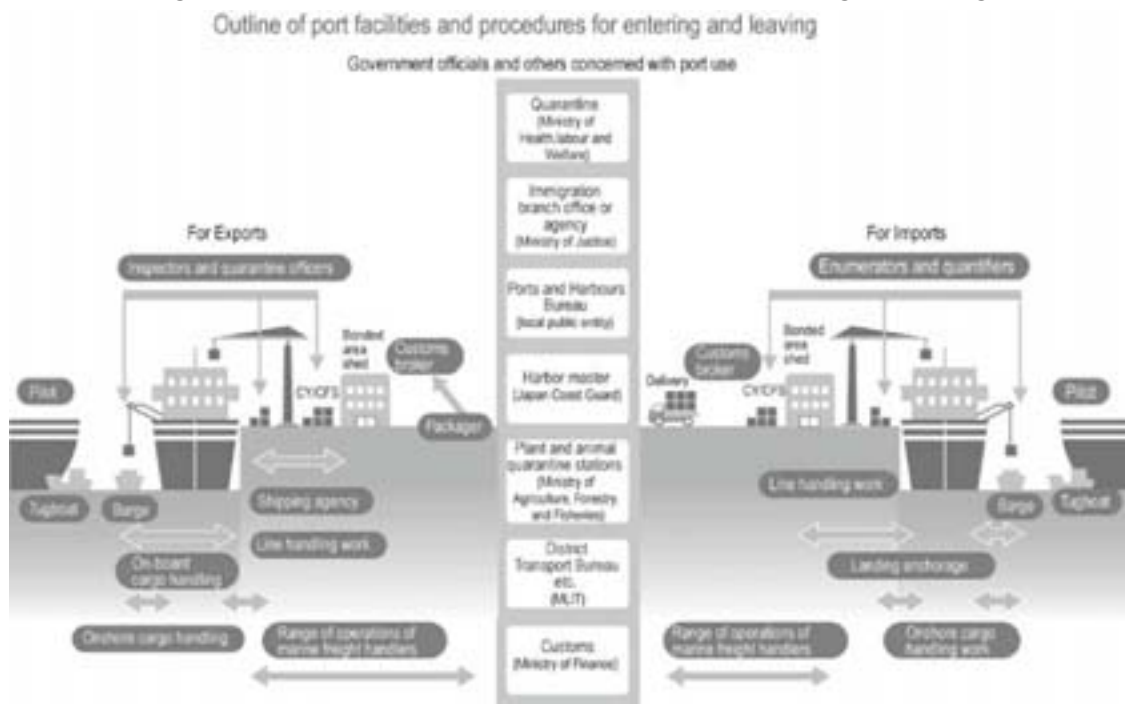 Outline of port facilities and procedures for entering and leaving
Government officials and others concerned with port use
Quarantine
(Ministry of
Health,labour and
Welfare)
Immigration
branch office or
agency
(Ministry of Justice)
Ports and Harbours
Bureau
(local public entity)
Harbor master
(Japan Coast Guard)
Plant and animal
quarantine stations
(Ministry of
Agriculture, Forestry,
and Fisheries)
District
Transport Bureau
etc.
(MLIT)
Customs
(Ministry of Finance)
For Exports
Inspectors and quarantine officers
Bonded
area
shed
Customs
broker
CY/CFS
Pilot
Packager
Tugboat
Barge
Shipping agency
Line handling work
On-board
cargo handling
Onshore cargo handling
Range of operations of
marine freight handlers
For Imports
Enumerators and quantifiers
Bonded
area
shed
Customs
broker
Delivery
CY/CFS
Pilot
Line handling work
Barge
Tugboat
Landing anchorage
Range of operations of
marine freight handlers
Onshore cargo
handling work